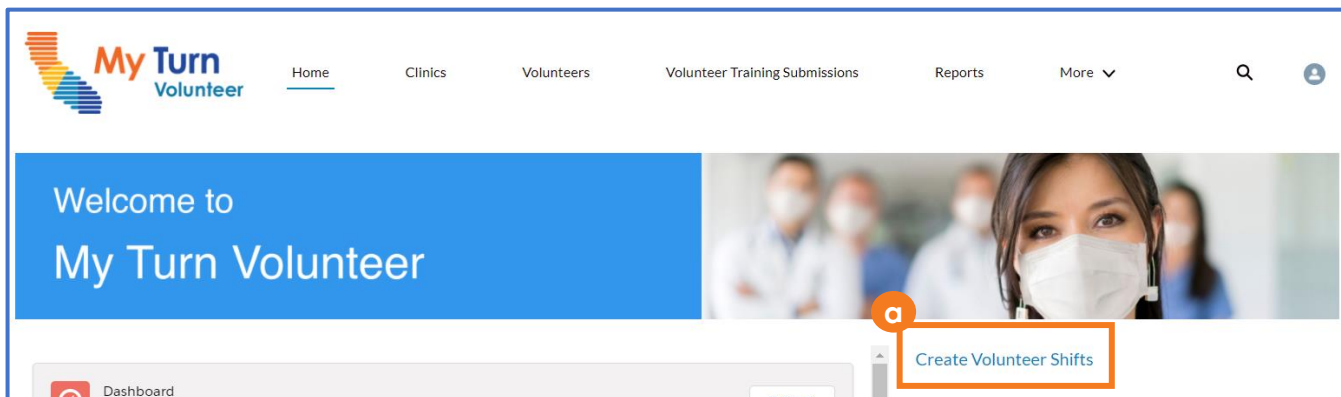 My Turn
Volunteer
Home Clinics Volunteers Volunteer Training Submissions Reports More
Welcome to
My Turn Volunteer
a
Create Volunteer Shifts
Dashboard